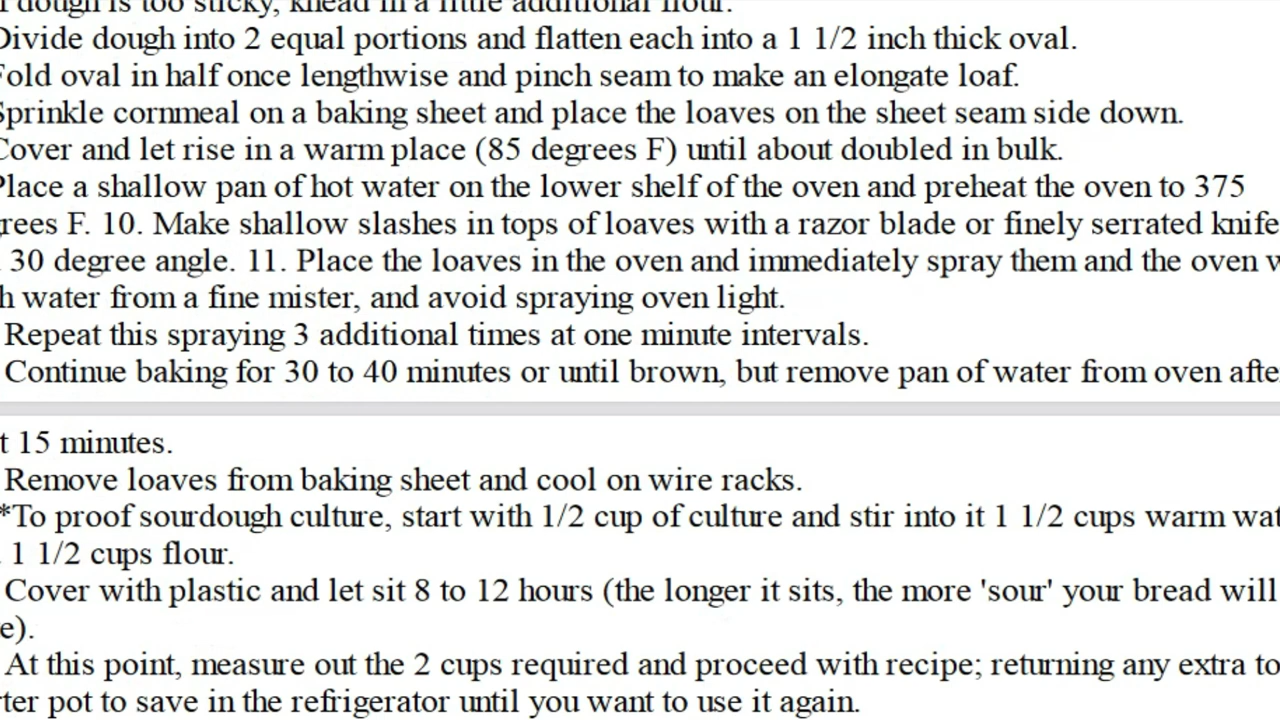 dough is too sticky, knead in a little additional flour.
Divide dough into 2 equal portions and flatten each into a 1 1/2 inch thick oval.
Fold oval in half once lengthwise and pinch seam to make an elongate loaf.
Sprinkle cornmeal on a baking sheet and place the loaves on the sheet seam side down.
Cover and let rise in a warm place (85 degrees F) until about doubled in bulk.
Place a shallow pan of hot water on the lower shelf of the oven and preheat the oven to 375
rees F. 10. Make shallow slashes in tops of loaves with a razor blade or finely serrated knife
30 degree angle. 11. Place the loaves in the oven and immediately spray them and the oven w
h water from a fine mister, and avoid spraying oven light.
Repeat this spraying 3 additional times at one minute intervals.
Continue baking for 30 to 40 minutes or until brown, but remove pan of water from oven afte
t 15 minutes.
Remove loaves from baking sheet and cool on wire racks.
*To proof sourdough culture, start with 1/2 cup of culture and stir into it 1 1/2 cups warm wat
1 1/2 cups flour.
Cover with plastic and let sit 8 to 12 hours (the longer it sits, the more 'sour' your bread will
e).
At this point, measure out the 2 cups required and proceed with recipe; returning any extra to
ter pot to save in the refrigerator until you want to use it again.